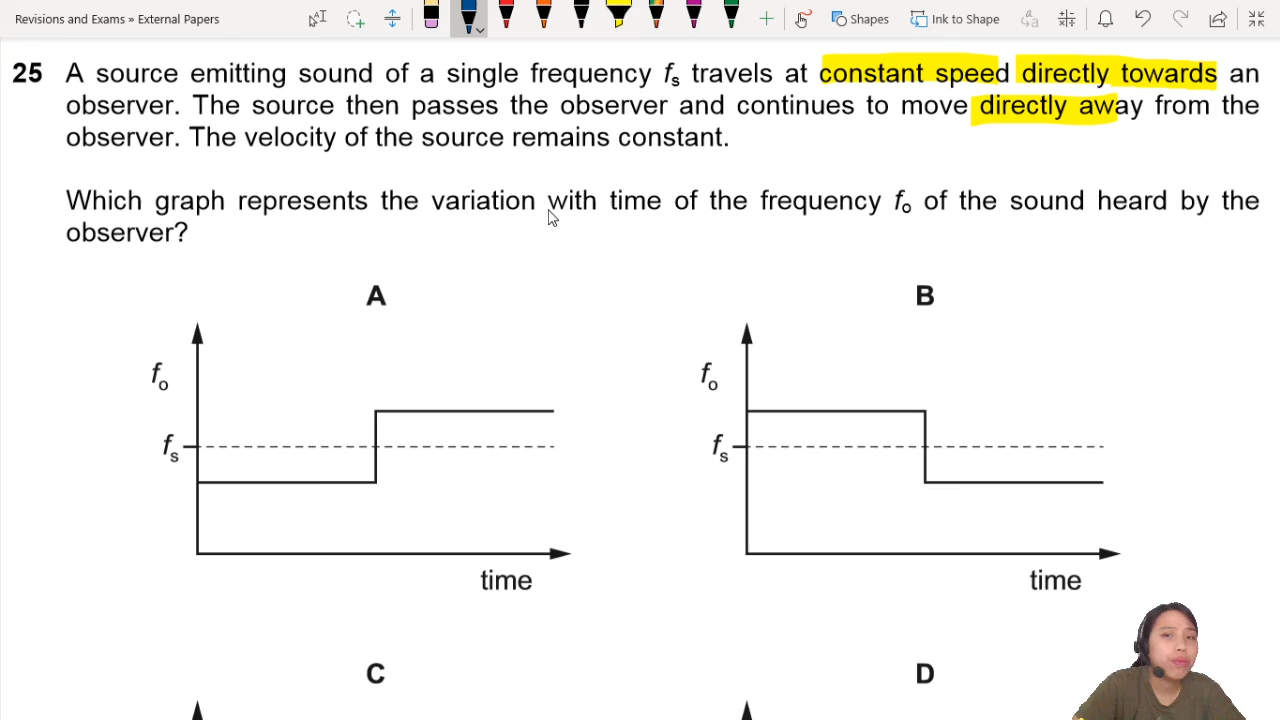 Revisions and Exams » External Papers
Shapes
Ink to Shape
25 A source emitting sound of a single frequency fs travels at constant speed directly towards an
observer. The source then passes the observer and continues to move directly away from the
observer. The velocity of the source remains constant.
Which graph represents the variation with time of the frequency fo of the sound heard by the
observer?
A
B
fo
fs
time
fo
fs
time
C
D